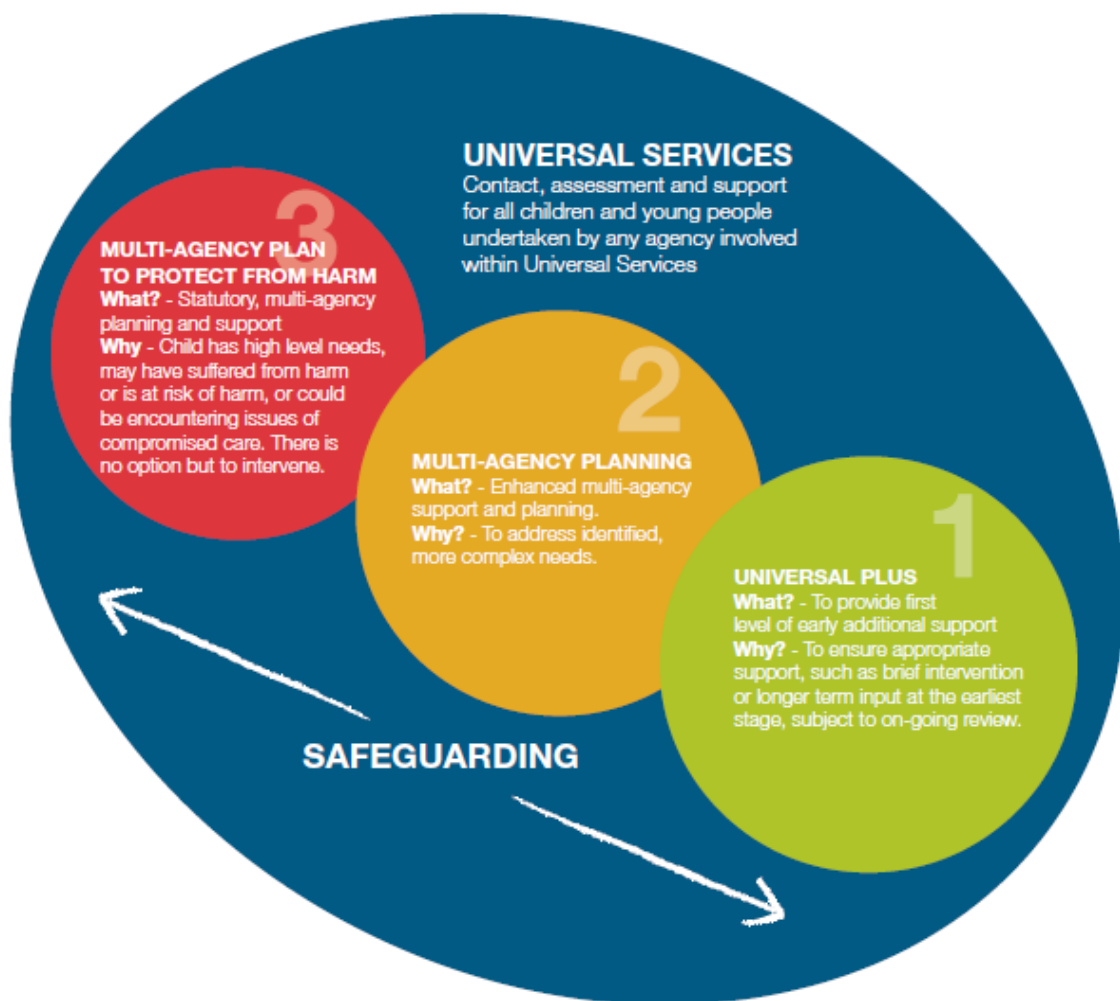 UNIVERSAL SERVICES
Contact, assessment and support
for all children and young people
undertaken by any agency involved
within Universal Services
3
MULTI-AGENCY PLAN
TO PROTECT FROM HARM
What? - Statutory, multi-agency
planning and support
Why - Child has high level needs,
may have suffered from harm
or is at risk of harm, or could
be encountering issues of
compromised care. There is
no option but to intervene.
2
MULTI-AGENCY PLANNING
What? - Enhanced multi-agency
support and planning.
Why? - To address identified,
more complex needs.
1
UNIVERSAL PLUS
What? - To provide first
level of early additional support
Why? - To ensure appropriate
support, such as brief intervention
or longer term input at the earliest
stage, subject to on-going review.
SAFEGUARDING